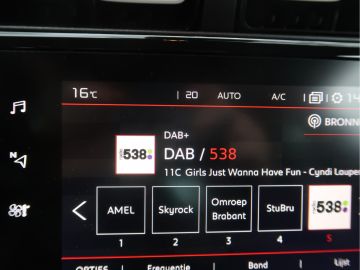 16°C 20 AUTO A/C 14
BRONN
DAB+
538 DAB / 538
11C Girls Just Wanna Have Fun - Cyndi Lauper
N
AMEL Skyrock Omroep Brabant StuBru 538
1 2 3 4 5
OPTIES Frequentie Band Lijst